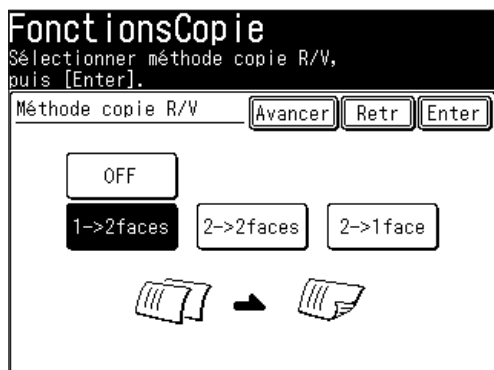 FonctionsCopie
Sélectionner méthode copie R/V,
puis [Enter].
Méthode copie R/V Avancer Retr Enter
OFF
1->2faces 2->2faces 2->1face